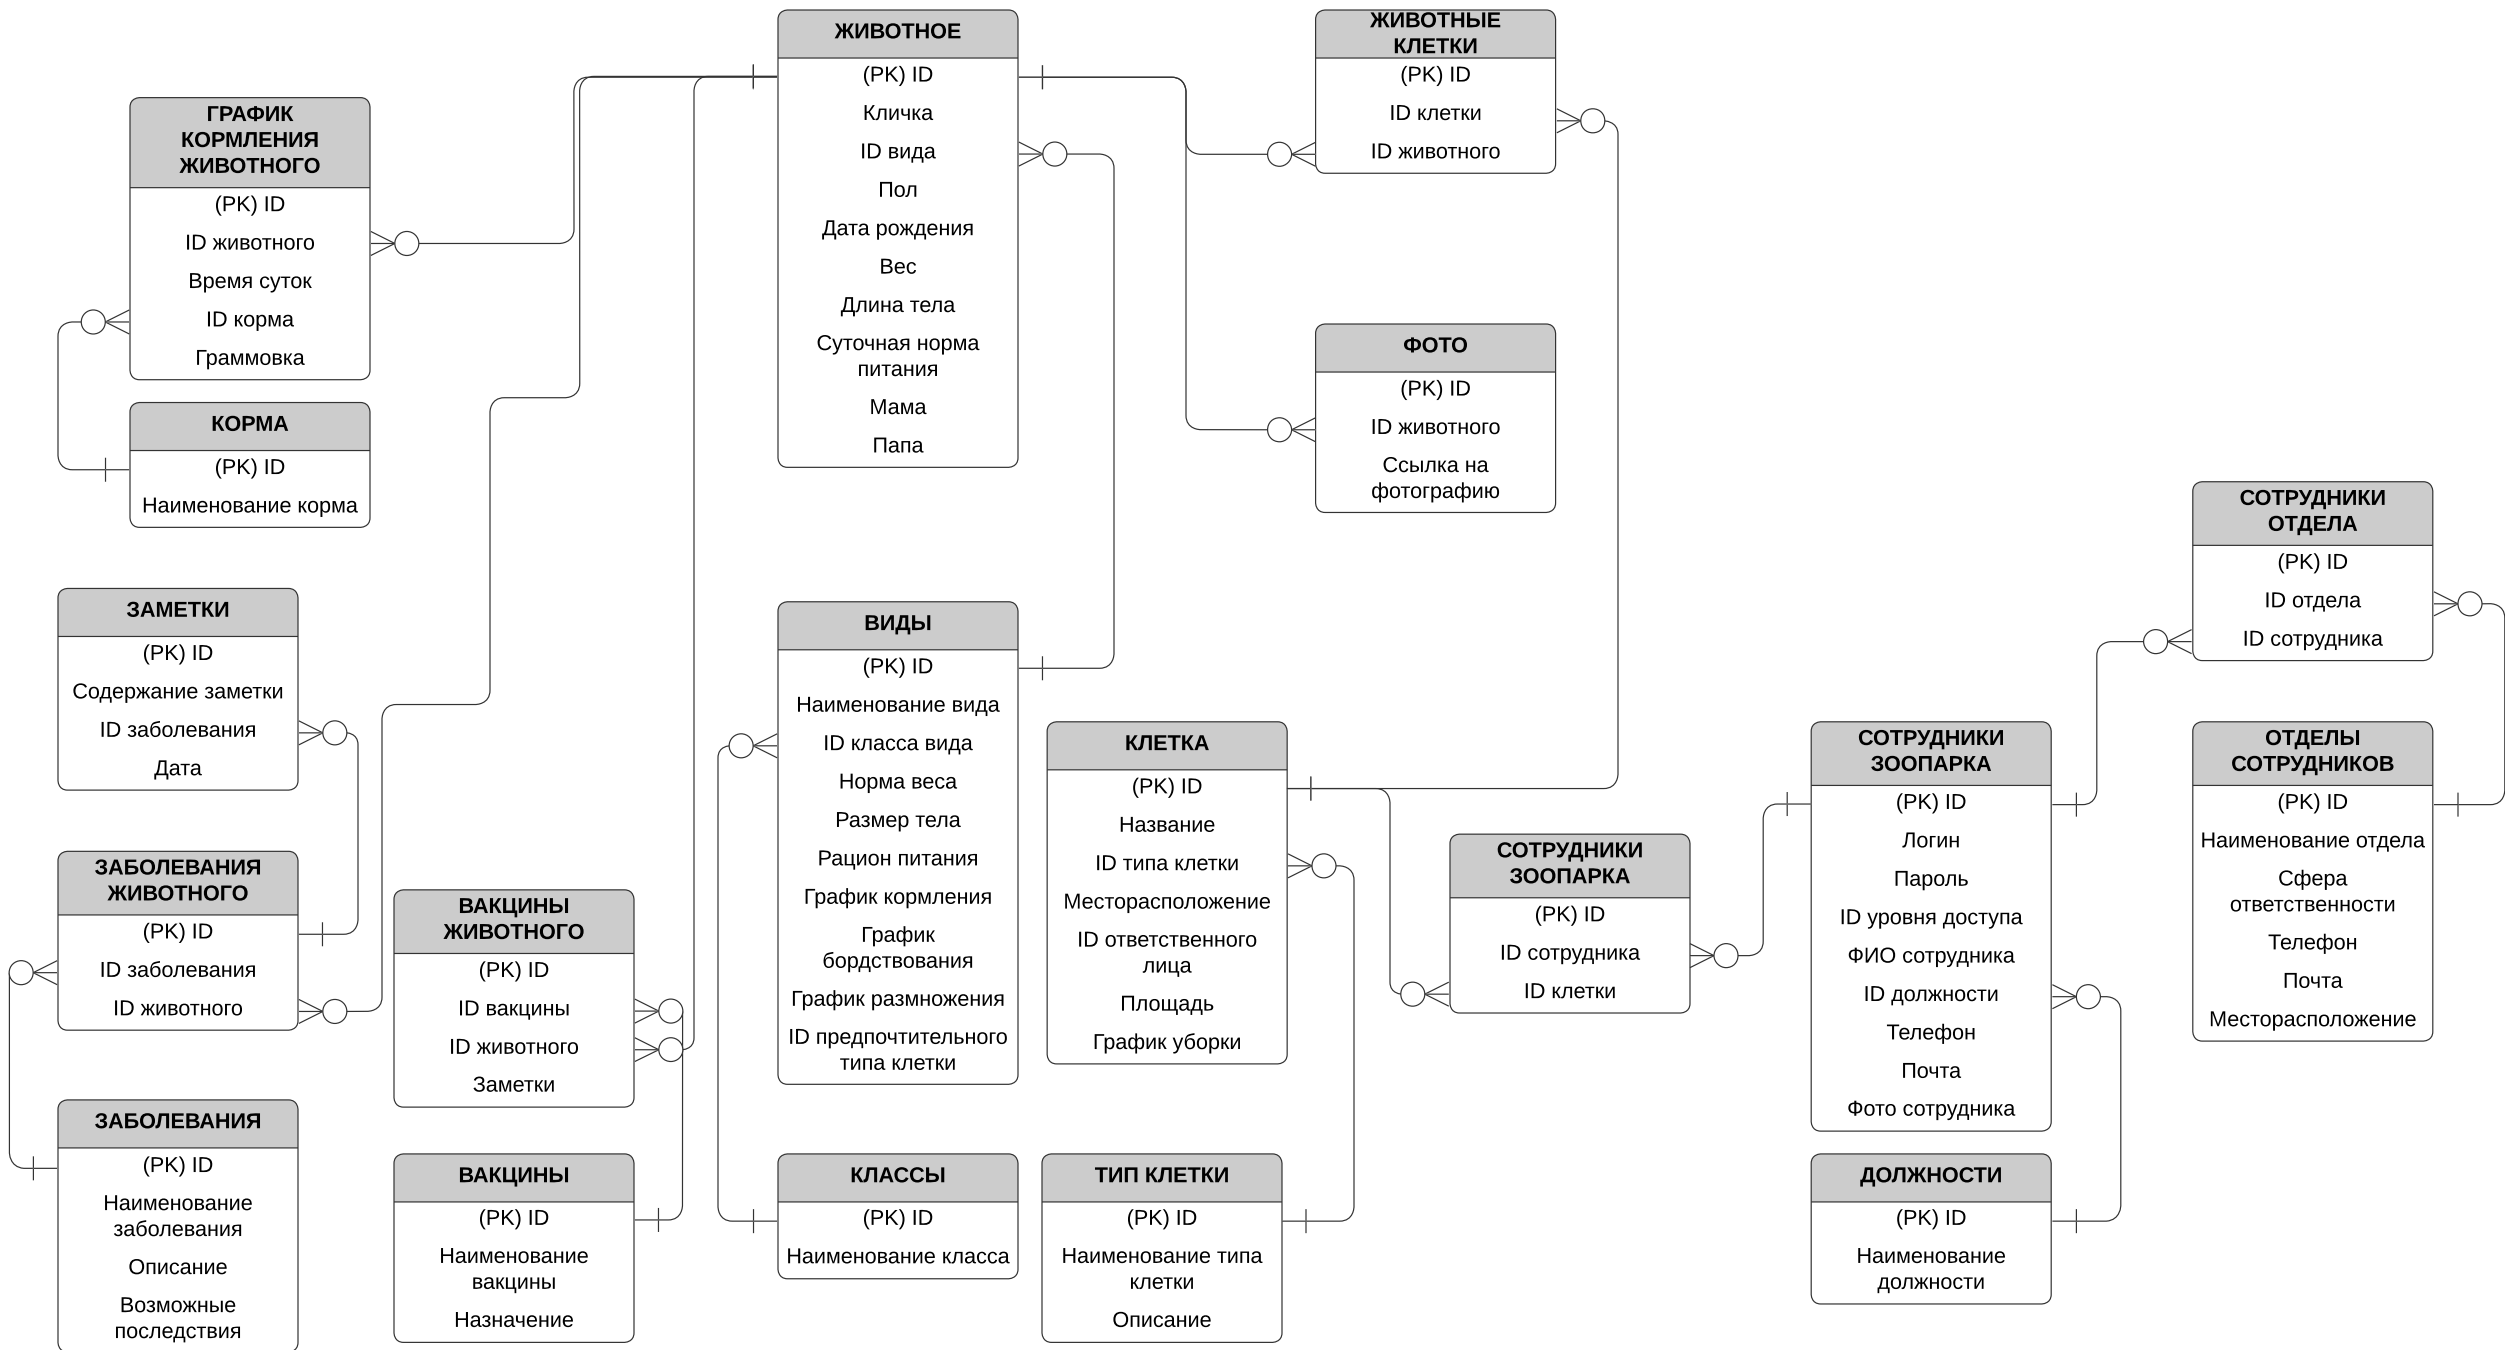 ЖИВОТНОЕ
(PK) ID
Кличка
ID вида
Пол
Дата рождения
Вес
Длина тела
Суточная норма
питания
Мама
Папа
ЖИВОТНЫЕ
КЛЕТКИ
(PK) ID
ID клетки
ID животного
ГРАФИК
КОРМЛЕНИЯ
ЖИВОТНОГО
(PK) ID
ID животного
Время суток
ID корма
Граммовка
КОРМА
(PK) ID
Наименование корма
ФОТО
(PK) ID
ID животного
Ссылка на
фотографию
СОТРУДНИКИ
ОТДЕЛА
(PK) ID
ID отдела
ID сотрудника
ЗАМЕТКИ
(PK) ID
Содержание заметки
ID заболевания
Дата
ВИДЫ
(PK) ID
Наименование вида
ID класса вида
Норма веса
Размер тела
Рацион питания
График кормления
График
бордствования
График размножения
ID предпочтительного
типа клетки
КЛЕТКА
(PK) ID
Название
ID типа клетки
Месторасположение
ID ответственного
лица
Площадь
График уборки
СОТРУДНИКИ
ЗООПАРКА
(PK) ID
Логин
Пароль
ID уровня доступа
ФИО сотрудника
ID должности
Телефон
Почта
Фото сотрудника
ОТДЕЛЫ
СОТРУДНИКОВ
(PK) ID
Наименование отдела
Сфера
ответственности
Телефон
Почта
Месторасположение
СОТРУДНИКИ
ЗООПАРКА
(PK) ID
ID сотрудника
ID клетки
ЗАБОЛЕВАНИЯ
ЖИВОТНОГО
(PK) ID
ID заболевания
ID животного
ВАКЦИНЫ
ЖИВОТНОГО
(PK) ID
ID вакцины
ID животного
Заметки
ЗАБОЛЕВАНИЯ
(PK) ID
Наименование
заболевания
Описание
Возможные
последствия
ВАКЦИНЫ
(PK) ID
Наименование
вакцины
Назначение
КЛАССЫ
(PK) ID
Наименование класса
ТИП КЛЕТКИ
(PK) ID
Наименование типа
клетки
Описание
ДОЛЖНОСТИ
(PK) ID
Наименование
должности